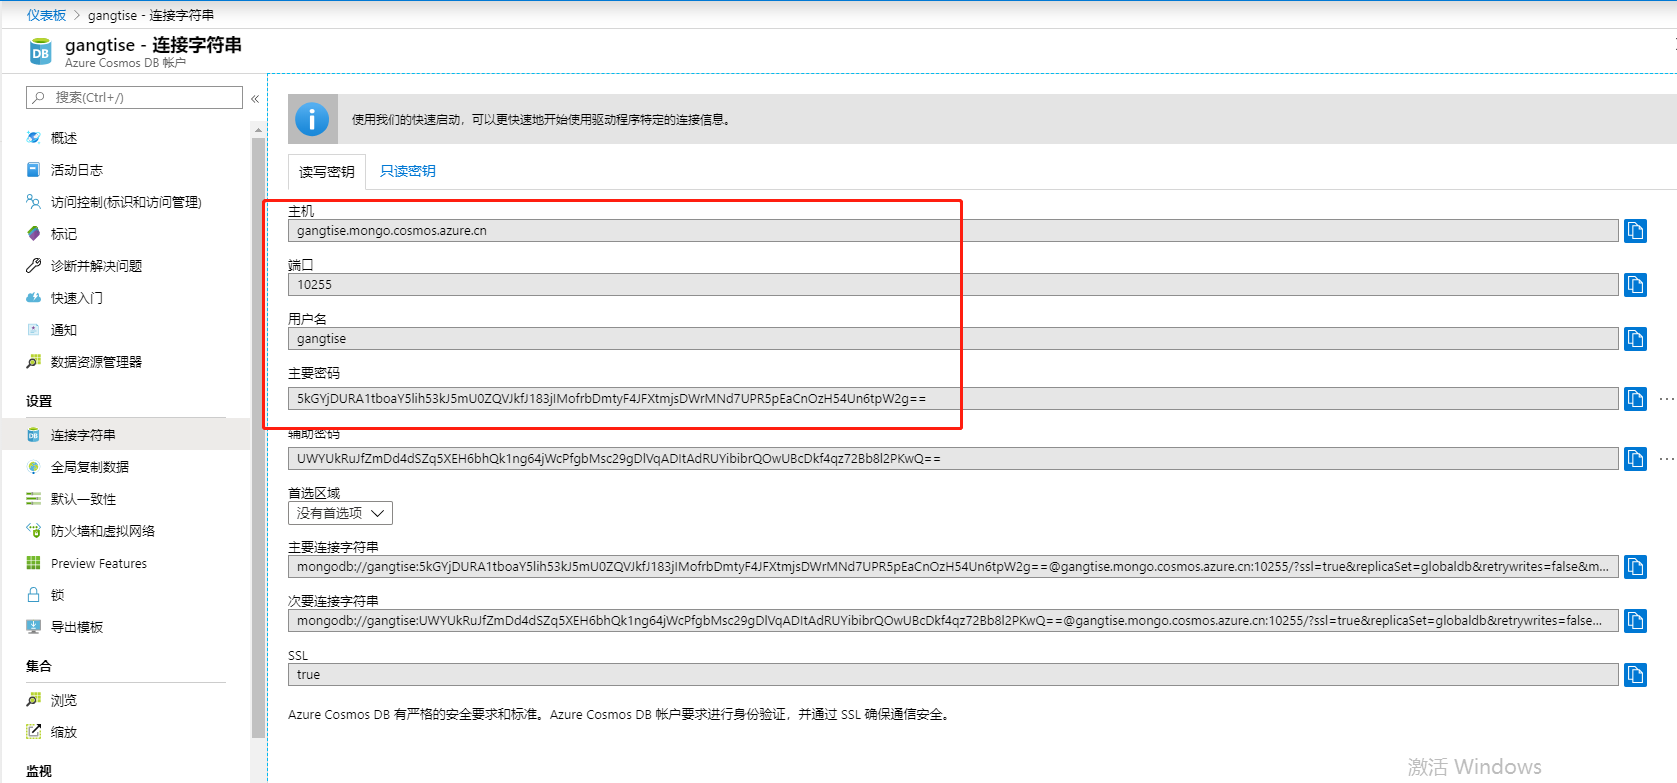 仪表板 > gangtise - 连接字符串
gangtise - 连接字符串
Azure Cosmos DB 帐户
搜索(Ctrl+/)
«
概述
活动日志
访问控制(标识和访问管理)
标记
诊断并解决问题
快速入门
通知
数据资源管理器
设置
连接字符串
全局复制数据
默认一致性
防火墙和虚拟网络
Preview Features
锁
导出模板
集合
浏览
缩放
监视
使用我们的快速启动，可以更快速地开始使用驱动程序特定的连接信息。
读写密钥
只读密钥
主机
gangtise.mongo.cosmos.azure.cn
端口
10255
用户名
gangtise
主要密码
5kGYjDURA1tboaY5lih53kJ5mU0ZQVJkfJ183jIMofrbDmtyF4JFXtmjsDWrMNd7UPR5pEaCnOzH54Un6tpW2g==
辅助密码
UWYUkRuJfZmDd4dSZq5XEH6bhQk1ng64jWcPfgbMsc29gDlVqADItAdRUYibibrQOwUBcDkf4qz72Bb8l2PKwQ==
首选区域
没有首选项
主要连接字符串
mongodb://gangtise:5kGYjDURA1tboaY5lih53kJ5mU0ZQVJkfJ183jIMofrbDmtyF4JFXtmjsDWrMNd7UPR5pEaCnOzH54Un6tpW2g==@gangtise.mongo.cosmos.azure.cn:10255/?ssl=true&replicaSet=globaldb&retrywrites=false&m...
次要连接字符串
mongodb://gangtise:UWYUkRuJfZmDd4dSZq5XEH6bhQk1ng64jWcPfgbMsc29gDlVqADItAdRUYibibrQOwUBcDkf4qz72Bb8l2PKwQ==@gangtise.mongo.cosmos.azure.cn:10255/?ssl=true&replicaSet=globaldb&retrywrites=false...
SSL
true
Azure Cosmos DB 有严格的安全要求和标准。Azure Cosmos DB 帐户要求进行身份验证，并通过 SSL 确保通信安全。
激活 Windows